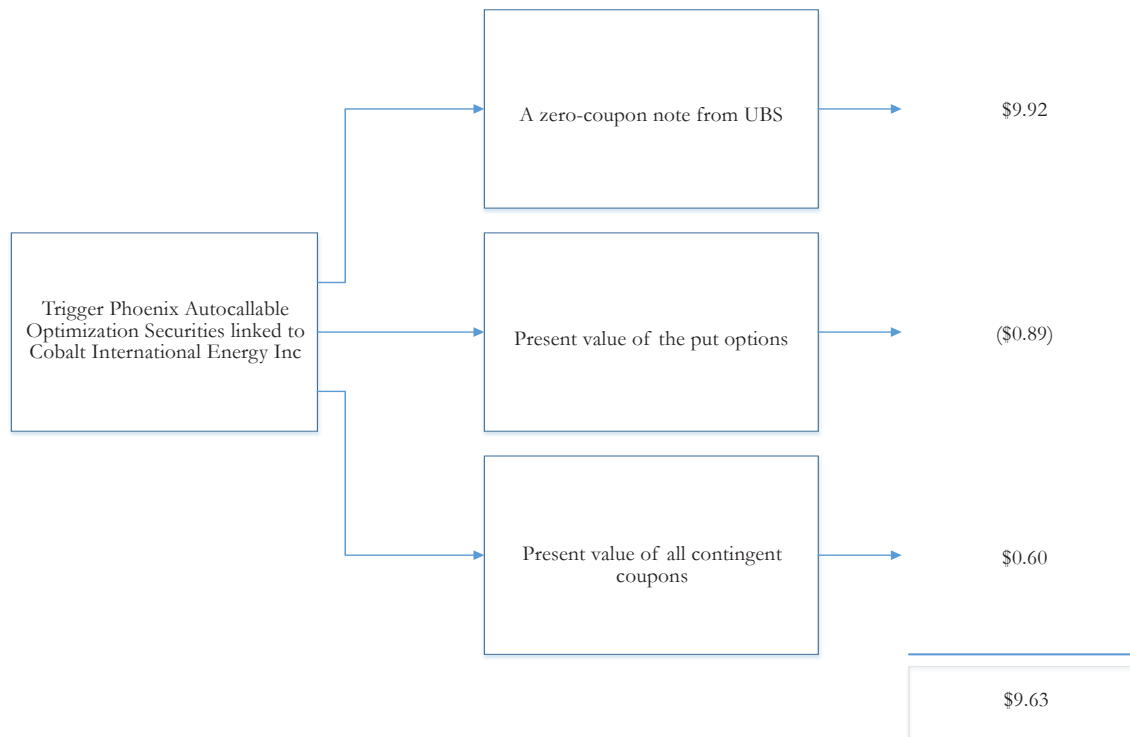 A zero-coupon note from UBS
$9.92
Trigger Phoenix Autocallable
Optimization Securities linked to
Cobalt International Energy Inc
Present value of the put options
($0.89)
Present value of all contingent
coupons
$0.60
$9.63